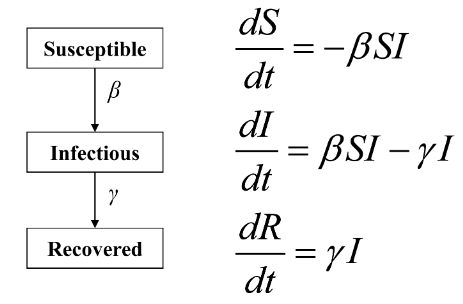 Susceptible
β
Infectious
γ
Recovered
dS/dt = −βSI
dI/dt = βSI − γI
dR/dt = γI